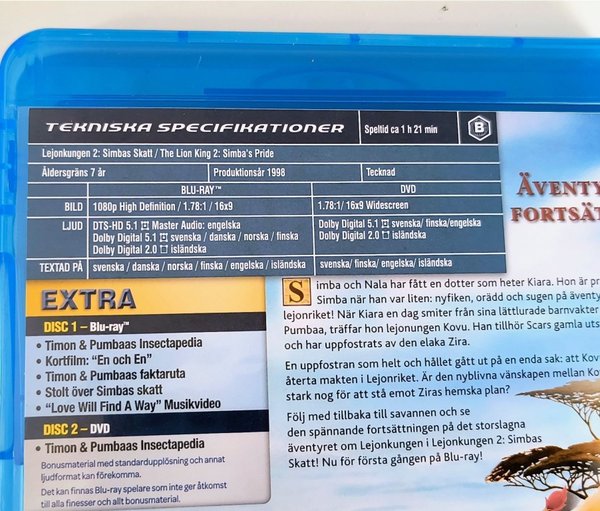 TEKNISKA SPECIFIKATIONER
Speltid ca 1 h 21 min
B
Lejonkungen 2: Simbas Skatt / The Lion King 2: Simba's Pride
Åldersgräns 7 år
Produktionsår 1998
Tecknad
BLU-RAY™
DVD
BILD
1080p High Definition / 1.78:1 / 16x9
1.78:1/ 16x9 Widescreen
LJUD
DTS-HD 5.1 Master Audio: engelska
Dolby Digital 5.1 svenska / danska / norska / finska
Dolby Digital 2.0 isländska
Dolby Digital 5.1 svenska/ finska/engelska
Dolby Digital 2.0 isländska
TEXTAD PÅ
svenska / danska / norska / finska / engelska / isländska
svenska/ finska/ engelska/ isländska
EXTRA
DISC 1 – Blu-ray™
• Timon & Pumbaas Insectapedia
• Kortfilm: "En och En"
• Timon & Pumbaas faktaruta
• Stolt över Simbas skatt
• "Love Will Find A Way" Musikvideo
DISC 2 – DVD
• Timon & Pumbaas Insectapedia
Bonusmaterial med standardupplösning och annat
ljudformat kan förekomma.
Det kan finnas Blu-ray spelare som inte ger åtkomst
till alla finesser och allt bonusmaterial.
ÄVENTY
FORTSÄT
Simba och Nala har fått en dotter som heter Kiara. Hon är pr
Simba när han var liten: nyfiken, orädd och sugen på äventy
lejonriket! När Kiara en dag smiter från sina lättlurade barnvakter
Pumbaa, träffar hon lejonungen Kovu. Han tillhör Scars gamla uts
och har uppfostrats av den elaka Zira.
En uppfostran som helt och hållet gått ut på en enda sak: att Kov
återta makten i Lejonriket. Är den nyblivna vänskapen mellan Ko
stark nog för att stå emot Ziras hemska plan?
Följ med tillbaka till savannen och se
den spännande fortsättningen på det storslagna
äventyret om Lejonkungen i Lejonkungen 2: Simbas
Skatt! Nu för första gången på Blu-ray!